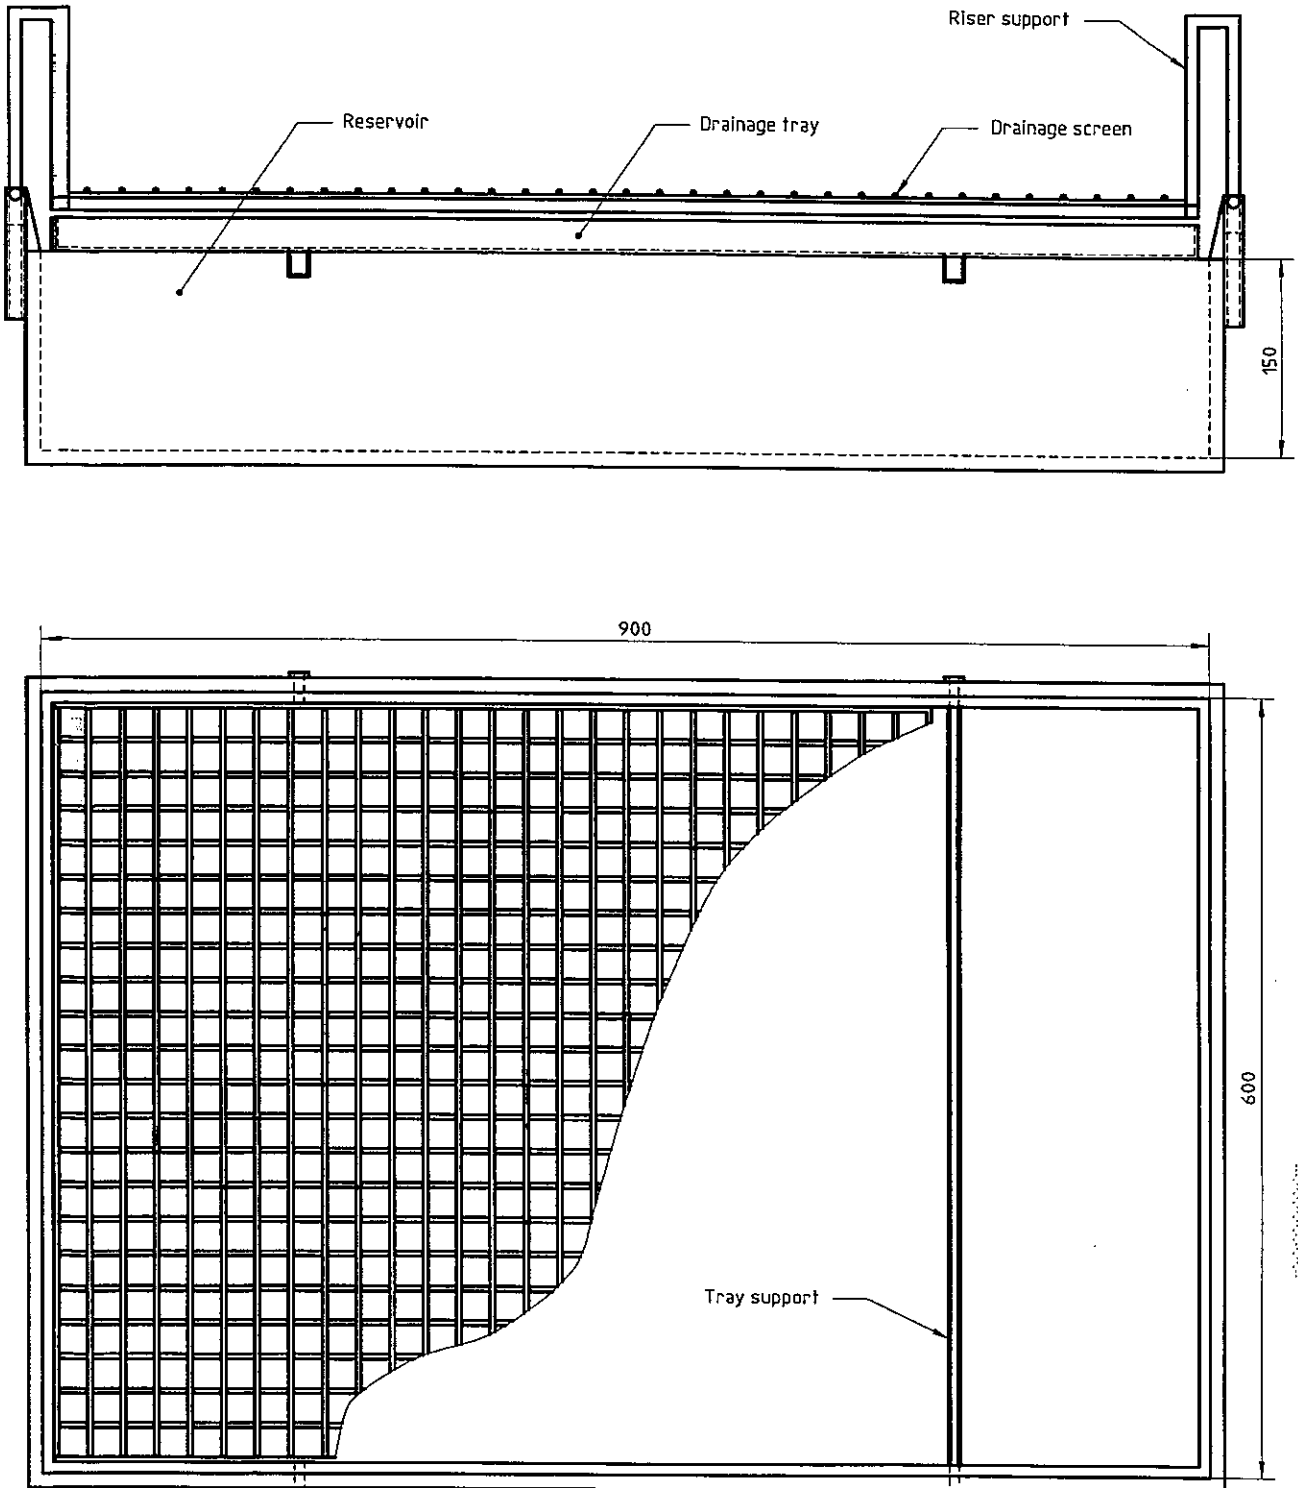 Riser support
Reservoir
Drainage tray
Drainage screen
150
900
600
Tray support